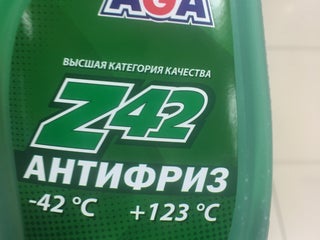 AGA
ВЫСШАЯ КАТЕГОРИЯ КАЧЕСТВА
Z42
АНТИФРИЗ
-42 °C +123 °C